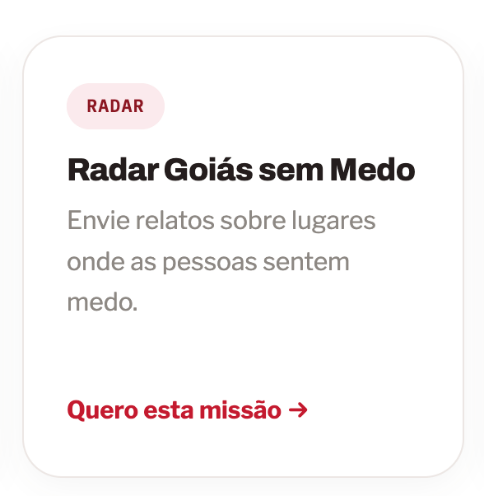 RADAR
Radar Goiás sem Medo
Envie relatos sobre lugares
onde as pessoas sentem
medo.
Quero esta missão →